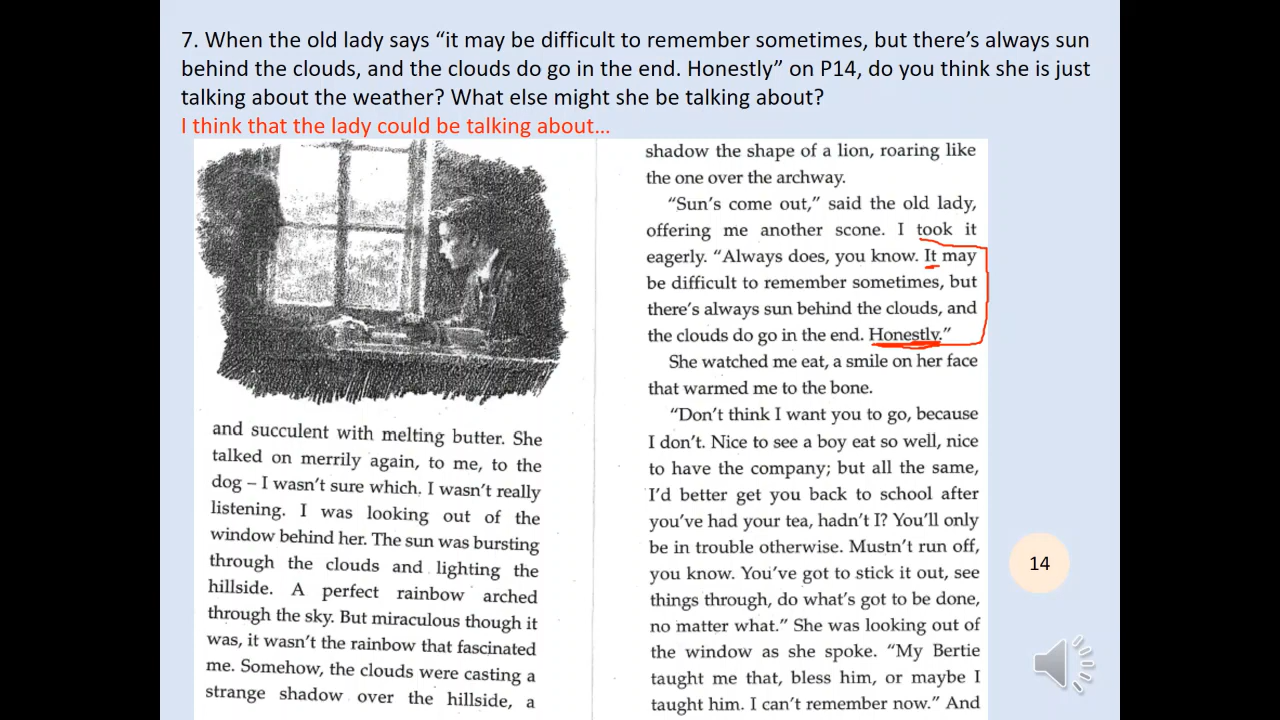 7. When the old lady says “it may be difficult to remember sometimes, but there’s always sun
behind the clouds, and the clouds do go in the end. Honestly” on P14, do you think she is just
talking about the weather? What else might she be talking about?
I think that the lady could be talking about…
and succulent with melting butter. She
talked on merrily again, to me, to the
dog – I wasn’t sure which. I wasn’t really
listening. I was looking out of the
window behind her. The sun was bursting
through the clouds and lighting the
hillside. A perfect rainbow arched
through the sky. But miraculous though it
was, it wasn’t the rainbow that fascinated
me. Somehow, the clouds were casting a
strange shadow over the hillside, a
shadow the shape of a lion, roaring like
the one over the archway.
“Sun’s come out,” said the old lady,
offering me another scone. I took it
eagerly. “Always does, you know. It may
be difficult to remember sometimes, but
there’s always sun behind the clouds, and
the clouds do go in the end. Honestly.”
She watched me eat, a smile on her face
that warmed me to the bone.
“Don’t think I want you to go, because
I don’t. Nice to see a boy eat so well, nice
to have the company; but all the same,
I’d better get you back to school after
you’ve had your tea, hadn’t I? You’ll only
be in trouble otherwise. Mustn’t run off,
you know. You’ve got to stick it out, see
things through, do what’s got to be done,
no matter what.” She was looking out of
the window as she spoke. “My Bertie
taught me that, bless him, or maybe I
taught him. I can’t remember now.” And
14